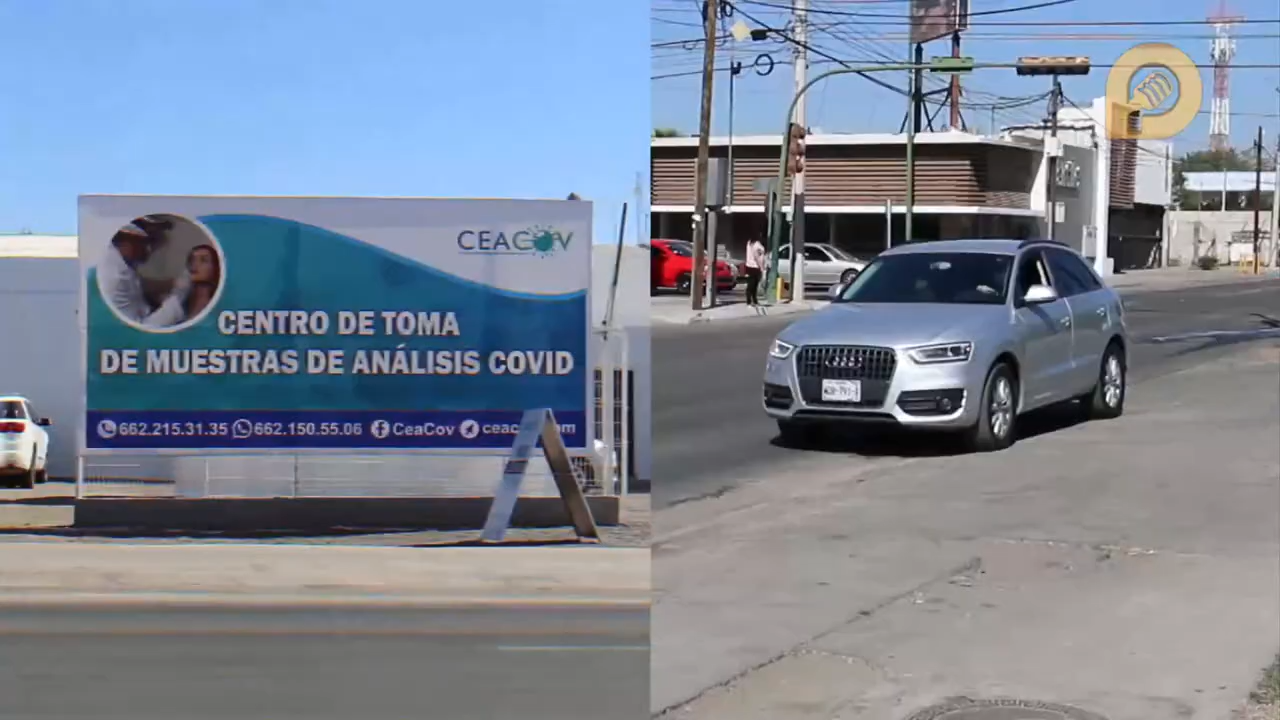 CEACOV
CENTRO DE TOMA
DE MUESTRAS DE ANÁLISIS COVID
662.215.31.35 662.150.55.06 CeaCov